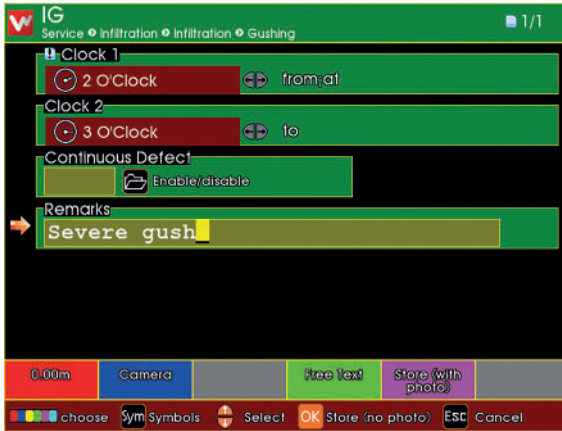 IG
1/1
Service Infiltration Infiltration Gushing
Clock 1
2 O'Clock from;at
Clock 2
3 O'Clock to
Continuous Defect
Enable/disable
Remarks
Severe gush
0.00m Camera Free Text Store (with
photo)
choose Sym Symbols Select OK Store (no photo) Esc Cancel